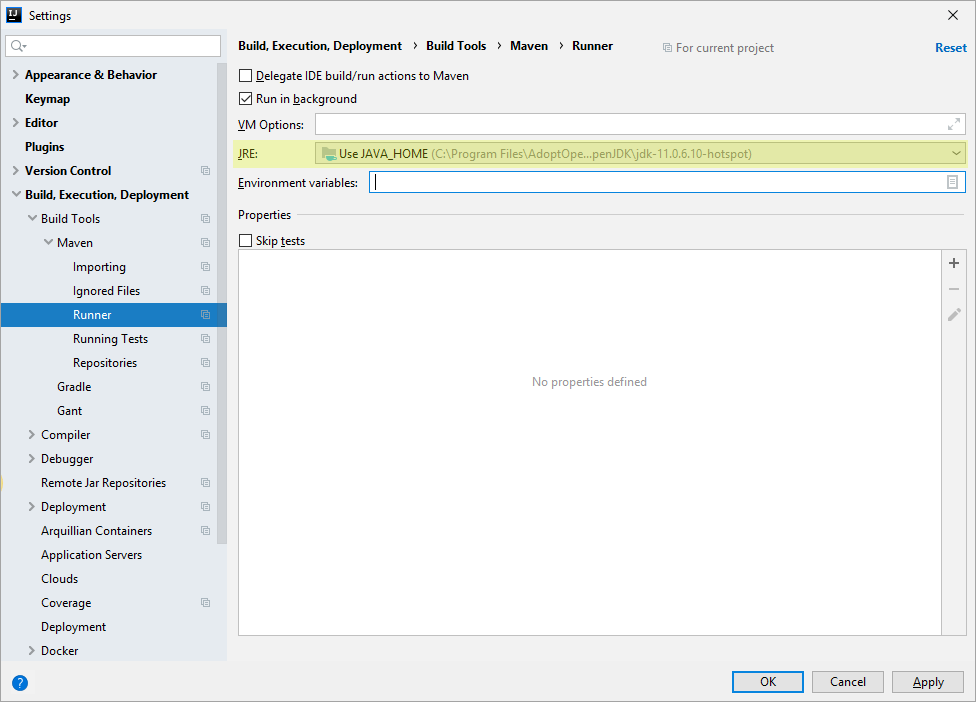 IJ
Settings
Build, Execution, Deployment › Build Tools › Maven › Runner
For current project
Reset
Appearance & Behavior
Keymap
Editor
Plugins
Version Control
Build, Execution, Deployment
Build Tools
Maven
Importing
Ignored Files
Runner
Running Tests
Repositories
Gradle
Gant
Compiler
Debugger
Remote Jar Repositories
Deployment
Arquillian Containers
Application Servers
Clouds
Coverage
Deployment
Docker
Delegate IDE build/run actions to Maven
Run in background
VM Options:
JRE: Use JAVA_HOME (C:\Program Files\AdoptOpe...penJDK\jdk-11.0.6.10-hotspot)
Environment variables:
Properties
Skip tests
No properties defined
?
OK Cancel Apply